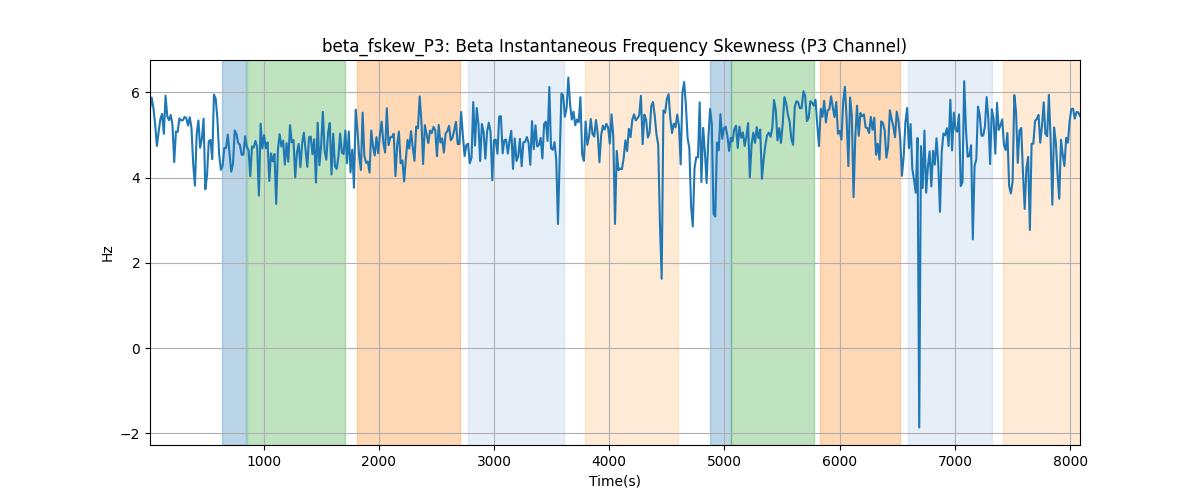 beta_fskew_P3: Beta Instantaneous Frequency Skewness (P3 Channel)
6
4
2
0
−2
Hz
1000 2000 3000 4000 5000 6000 7000 8000
Time(s)